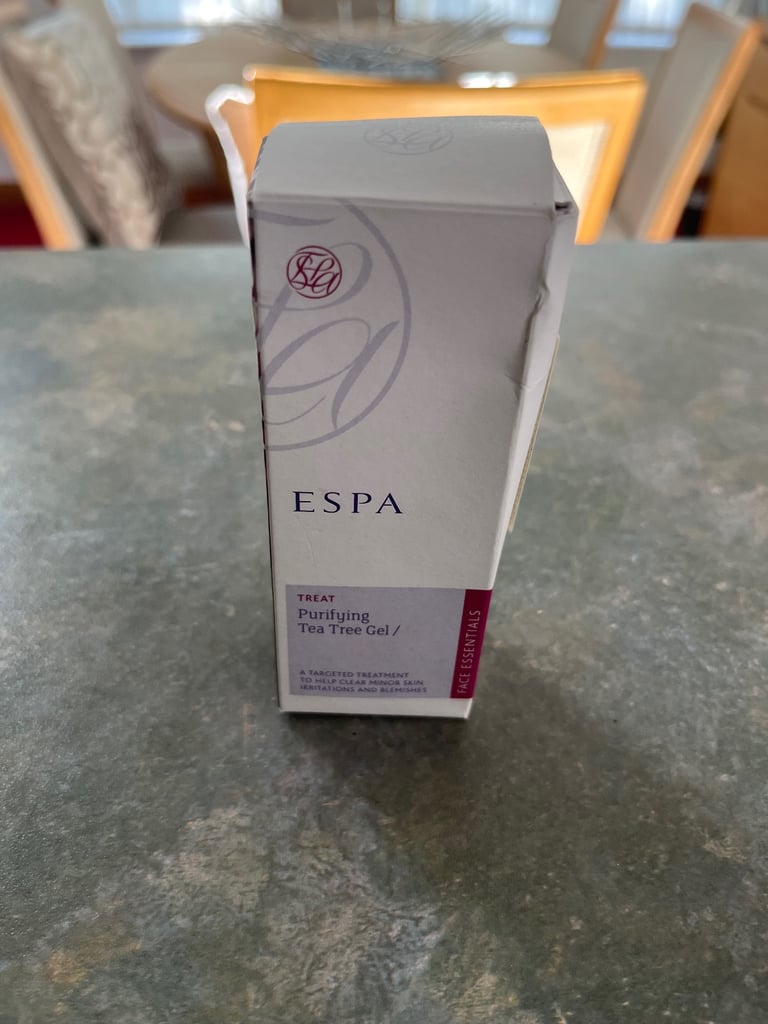 ESPA
TREAT
Purifying
Tea Tree Gel /
A TARGETED TREATMENT
TO HELP CLEAR MINOR SKIN
IRRITATIONS AND BLEMISHES
FACE ESSENTIALS